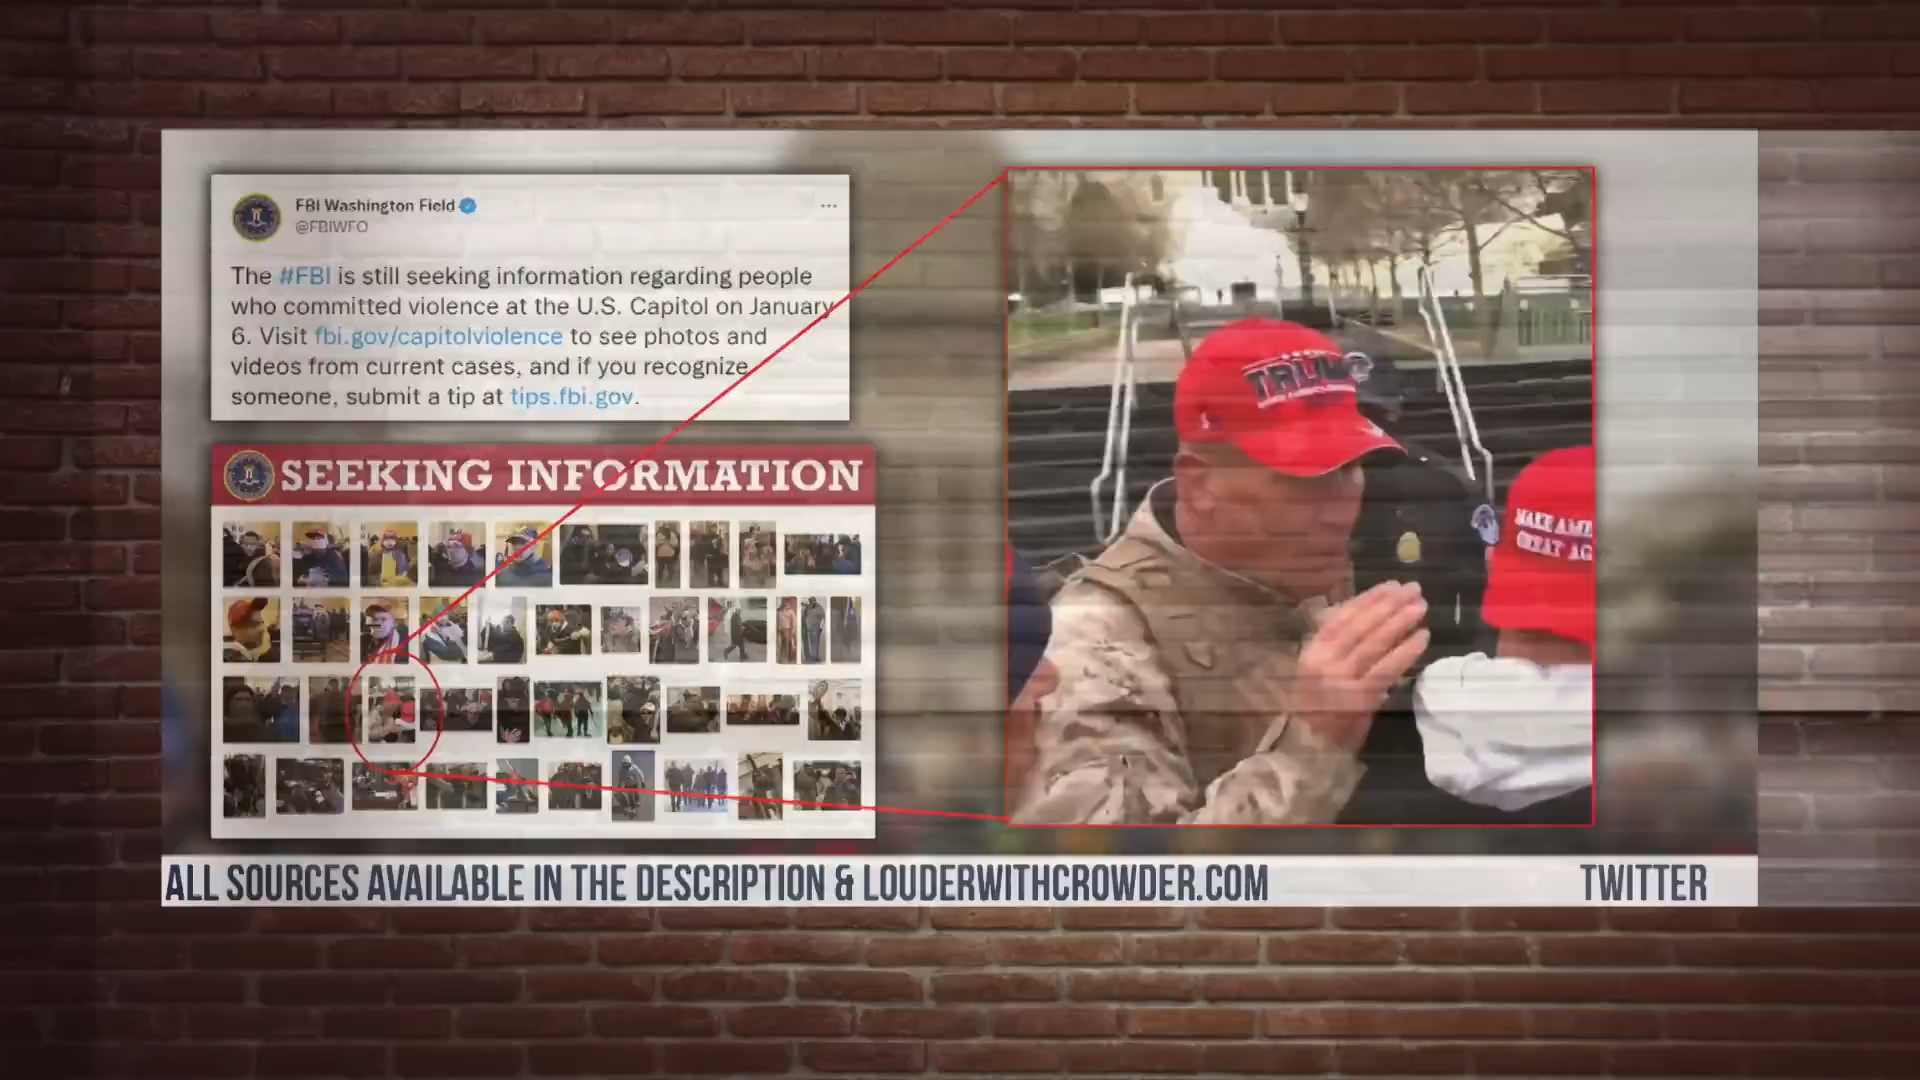 FBI Washington Field
@FBIWFO
The #FBI is still seeking information regarding people
who committed violence at the U.S. Capitol on January
6. Visit fbi.gov/capitolviolence to see photos and
videos from current cases, and if you recognize
someone, submit a tip at tips.fbi.gov.
SEEKING INFORMATION
TRUMP
MAKE AME
GREAT AG
ALL SOURCES AVAILABLE IN THE DESCRIPTION & LOUDERWITHCROWDER.COM
TWITTER